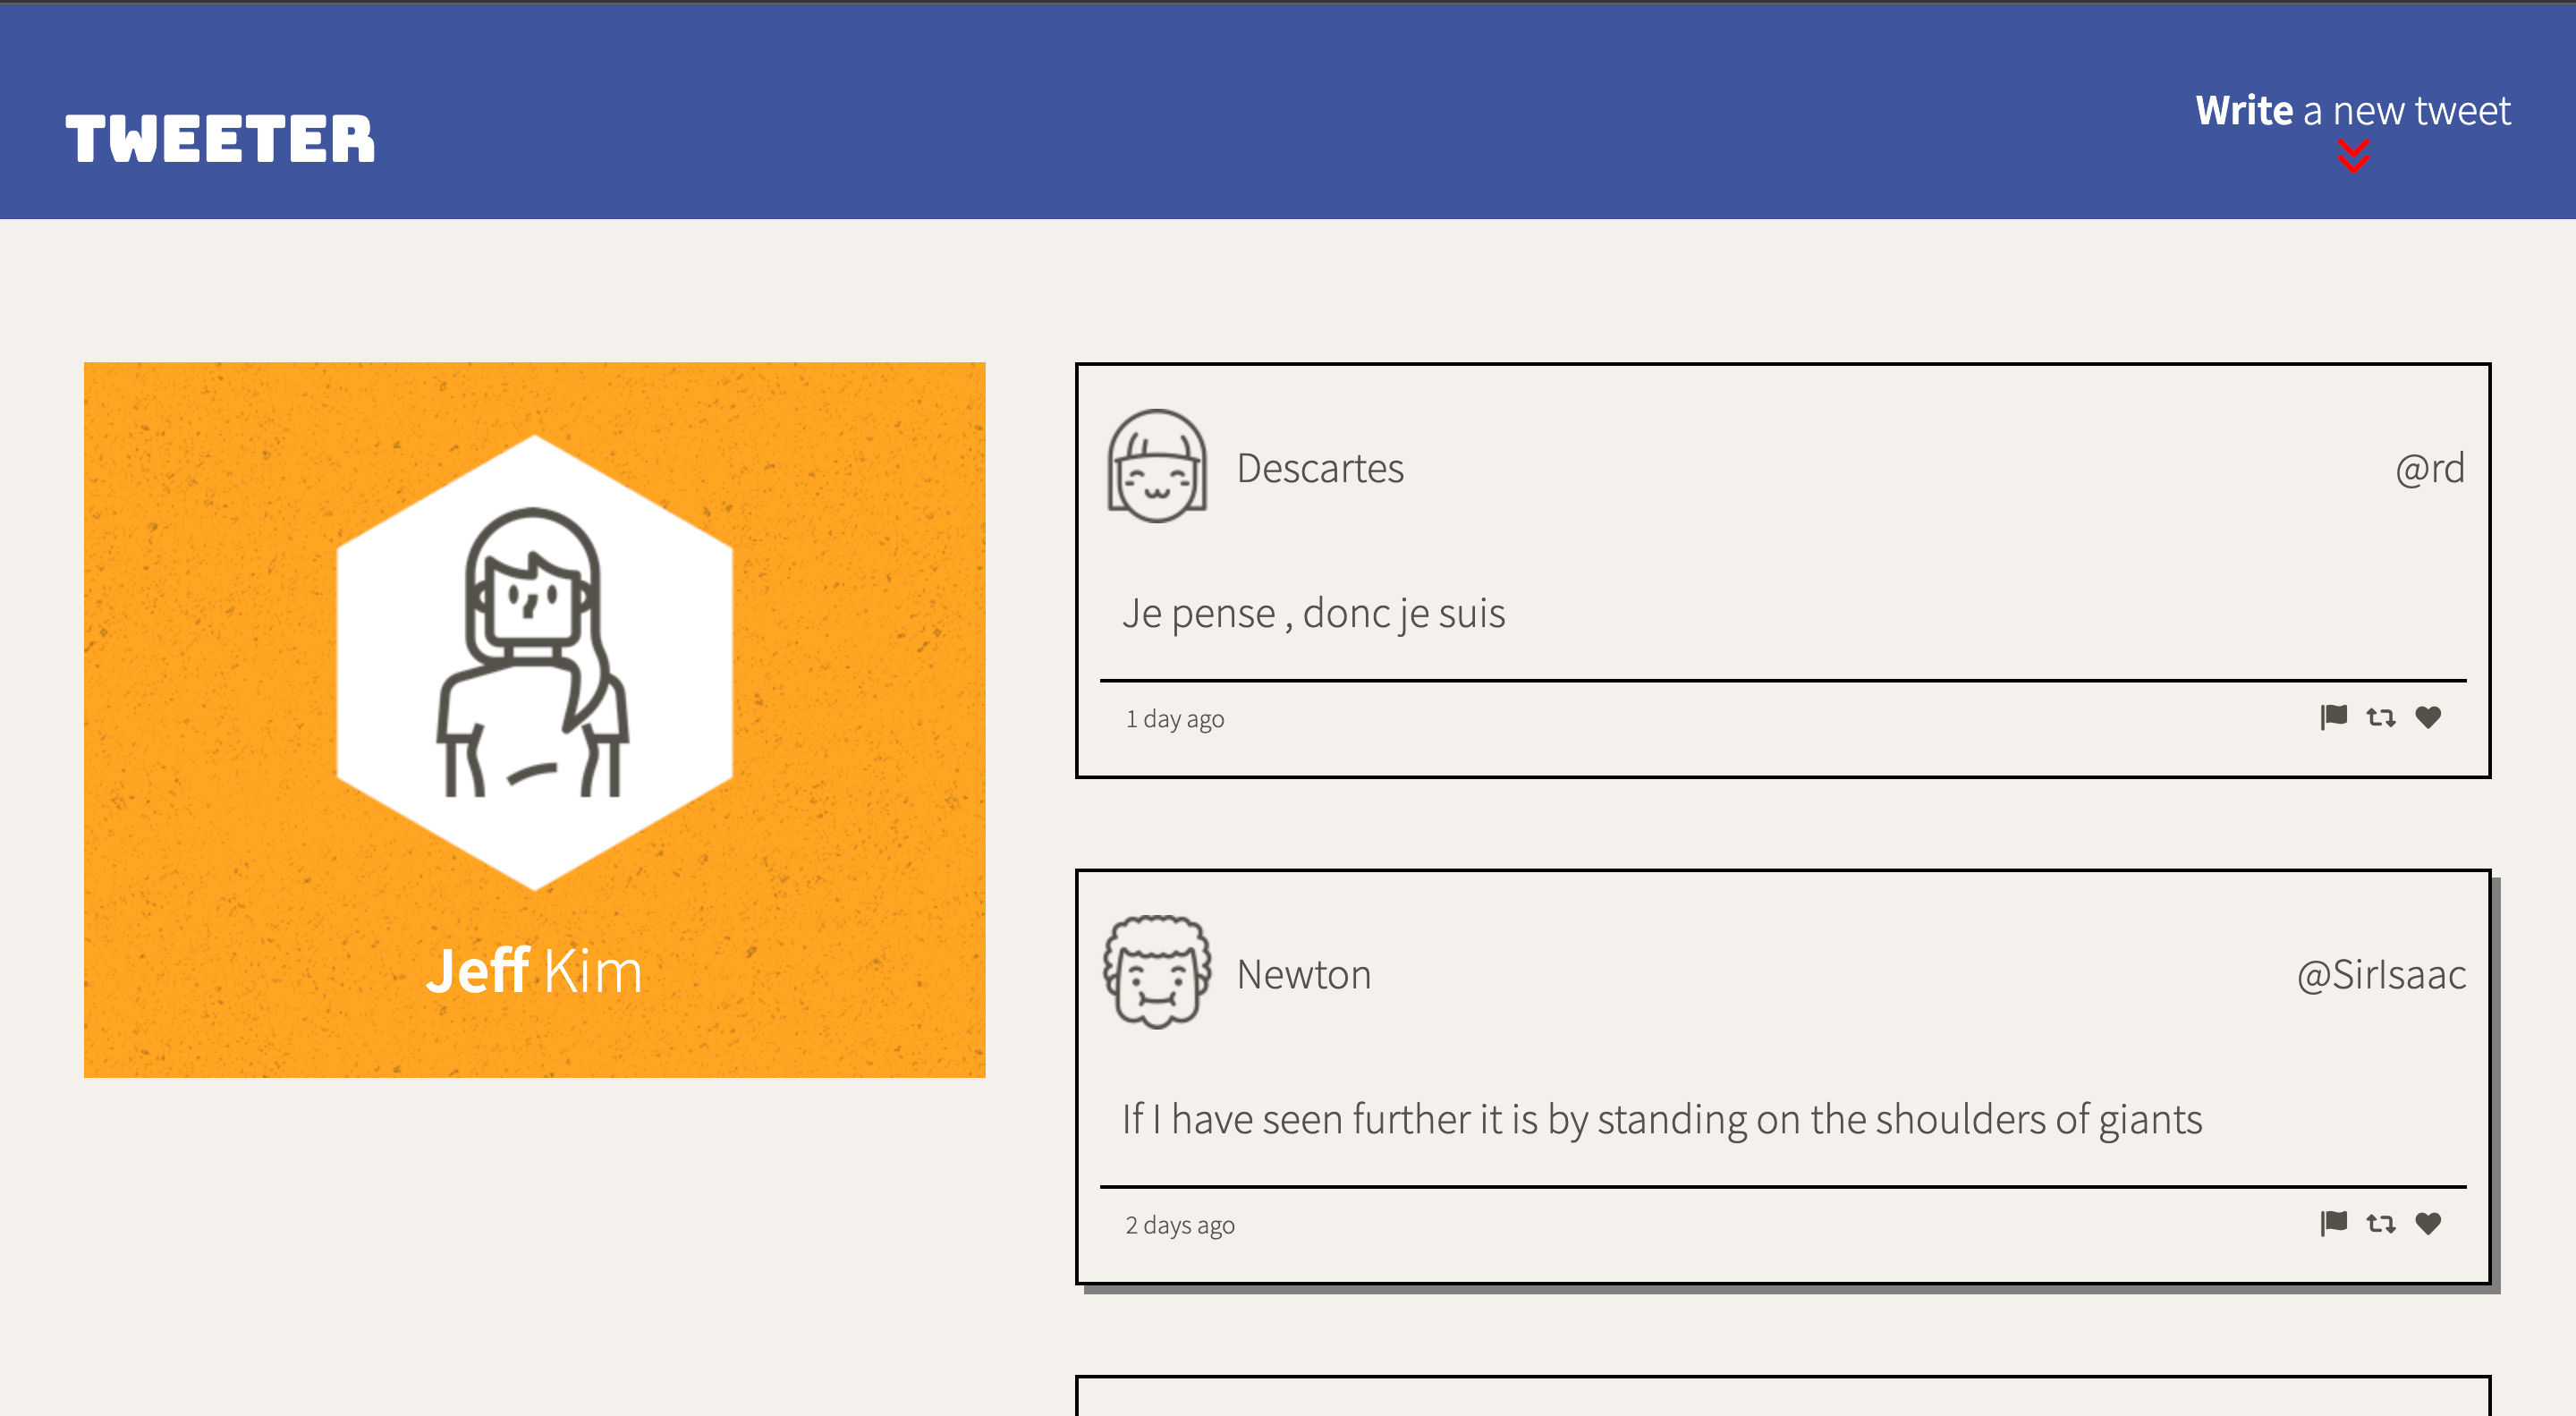 TWEETER
Write a new tweet
Jeff Kim
Descartes
@rd
Je pense , donc je suis
1 day ago
Newton
@SirIsaac
If I have seen further it is by standing on the shoulders of giants
2 days ago